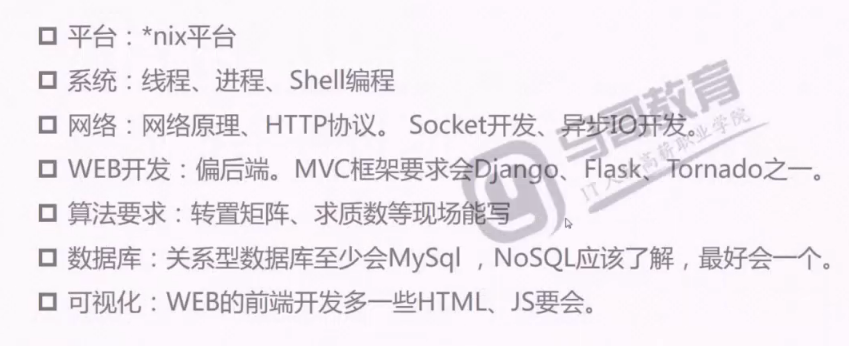 平台：*nix平台
系统：线程、进程、Shell编程
网络：网络原理、HTTP协议。 Socket开发、异步IO开发。
WEB开发：偏后端。MVC框架要求会Django、Flask、Tornado之一。
算法要求：转置矩阵、求质数等现场能写
数据库：关系型数据库至少会MySql ，NoSQL应该了解，最好会一个。
可视化：WEB的前端开发多一些HTML、JS要会。
马哥教育
IT人高薪职业学院